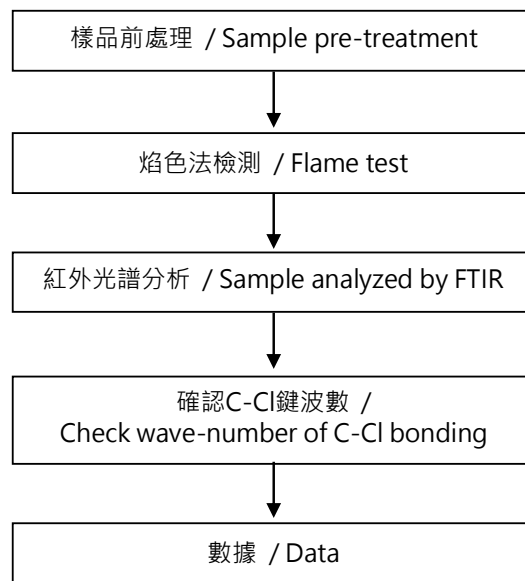 樣品前處理 / Sample pre-treatment
焰色法檢測 / Flame test
紅外光譜分析 / Sample analyzed by FTIR
確認C-Cl鍵波數 /
Check wave-number of C-Cl bonding
數據 / Data